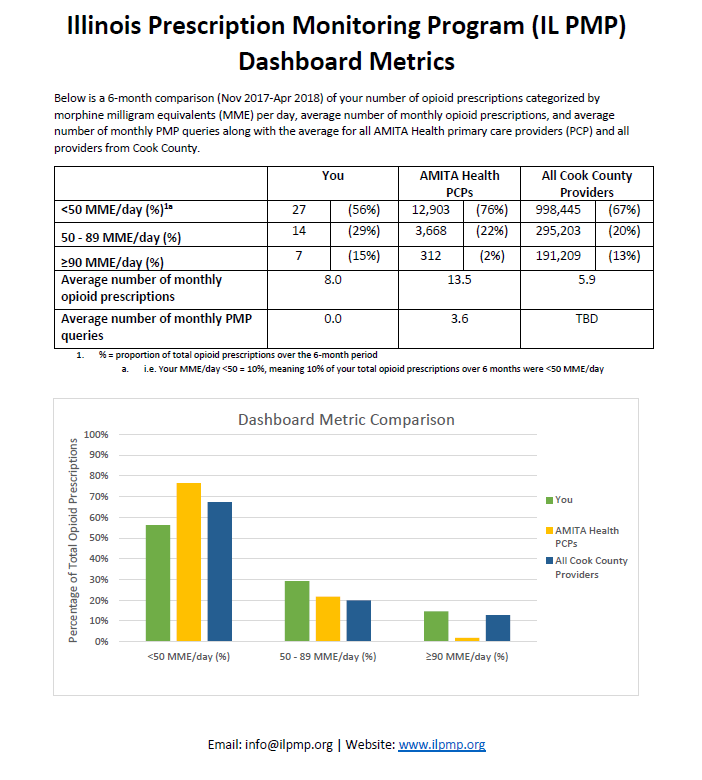 Illinois Prescription Monitoring Program (IL PMP)
Dashboard Metrics
Below is a 6-month comparison (Nov 2017-Apr 2018) of your number of opioid prescriptions categorized by
morphine milligram equivalents (MME) per day, average number of monthly opioid prescriptions, and average
number of monthly PMP queries along with the average for all AMITA Health primary care providers (PCP) and all
providers from Cook County.
You AMITA Health PCPs All Cook County Providers
<50 MME/day (%)1a 27 (56%) 12,903 (76%) 998,445 (67%)
50 - 89 MME/day (%) 14 (29%) 3,668 (22%) 295,203 (20%)
≥90 MME/day (%) 7 (15%) 312 (2%) 191,209 (13%)
Average number of monthly opioid prescriptions 8.0 13.5 5.9
Average number of monthly PMP queries 0.0 3.6 TBD
1. % = proportion of total opioid prescriptions over the 6-month period
a. i.e. Your MME/day <50 = 10%, meaning 10% of your total opioid prescriptions over 6 months were <50 MME/day
Dashboard Metric Comparison
Percentage of Total Opioid Prescriptions
100%
90%
80%
70%
60%
50%
40%
30%
20%
10%
0%
<50 MME/day (%) 50 - 89 MME/day (%) ≥90 MME/day (%)
You
AMITA Health
PCPs
All Cook County
Providers
Email: info@ilpmp.org | Website: www.ilpmp.org